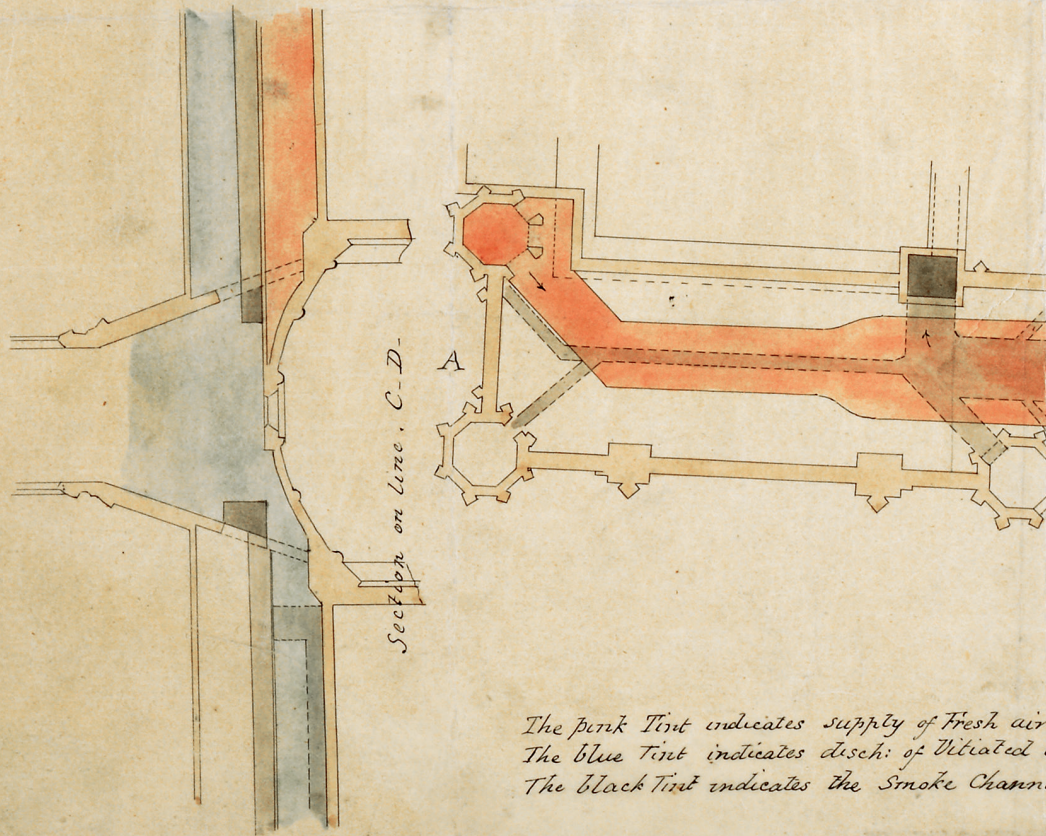 Section on line . C-D-
A
The pink Tint indicates supply of Fresh air
The blue Tint indicates disch: of Vitiated
The black Tint indicates the Smoke Chann